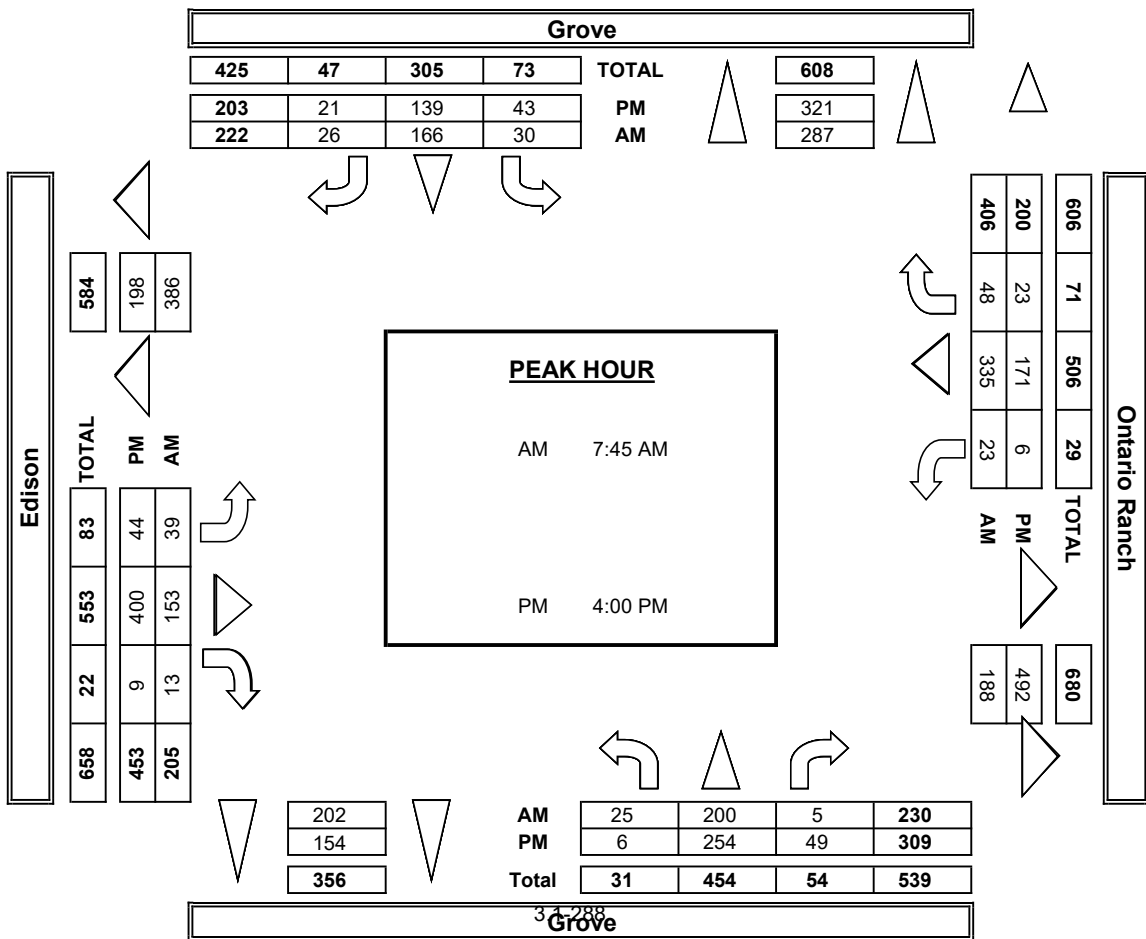 Grove
425 47 305 73 TOTAL 608
203 21 139 43 PM 321
222 26 166 30 AM 287
Edison
584
198
386
TOTAL
PM
AM
83 553 22 658
44 400 9 453
39 153 13 205
PEAK HOUR
AM 7:45 AM
PM 4:00 PM
606 71 506 29 TOTAL
200 23 171 6 PM
406 48 335 23 AM
680
492
188
Ontario Ranch
202 AM 25 200 5 230
154 PM 6 254 49 309
356 Total 31 454 54 539
3.1-288
Grove